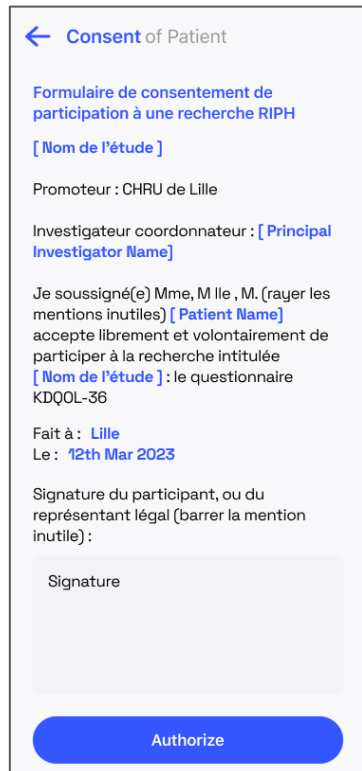 Consent of Patient
Formulaire de consentement de
participation à une recherche RIPH
[ Nom de l'étude ]
Promoteur : CHRU de Lille
Investigateur coordonnateur : [ Principal
Investigator Name]
Je soussigné(e) Mme, M lle , M. (rayer les
mentions inutiles) [ Patient Name]
accepte librement et volontairement de
participer à la recherche intitulée
[ Nom de l'étude ] : le questionnaire
KDQOL-36
Fait à : Lille
Le : 12th Mar 2023
Signature du participant, ou du
représentant légal (barrer la mention
inutile) :
Signature
Authorize